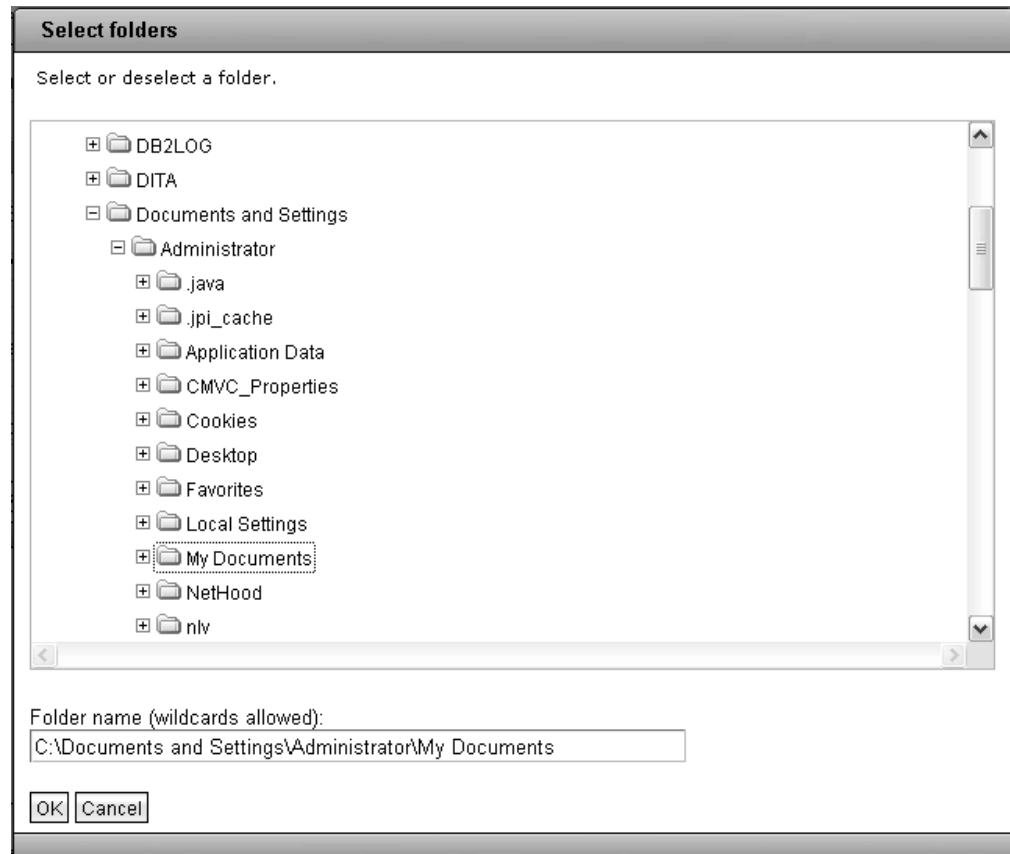 Select folders
Select or deselect a folder.
DB2LOG
DITA
Documents and Settings
Administrator
.java
.jpi_cache
Application Data
CMVC_Properties
Cookies
Desktop
Favorites
Local Settings
My Documents
NetHood
nlv
Folder name (wildcards allowed):
C:\Documents and Settings\Administrator\My Documents
OK Cancel